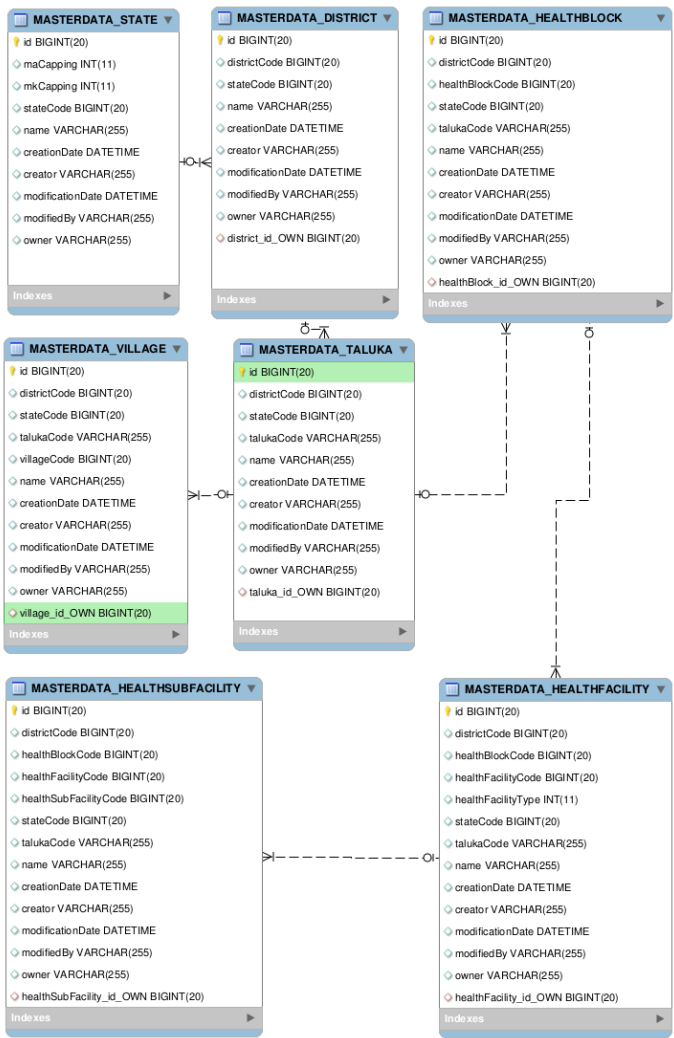 MASTERDATA_STATE
id BIGINT(20)
maCapping INT(11)
mkCapping INT(11)
stateCode BIGINT(20)
name VARCHAR(255)
creationDate DATETIME
creator VARCHAR(255)
modificationDate DATETIME
modifiedBy VARCHAR(255)
owner VARCHAR(255)
Indexes
MASTERDATA_DISTRICT
id BIGINT(20)
districtCode BIGINT(20)
stateCode BIGINT(20)
name VARCHAR(255)
creationDate DATETIME
creator VARCHAR(255)
modificationDate DATETIME
modifiedBy VARCHAR(255)
owner VARCHAR(255)
district_id_OWN BIGINT(20)
Indexes
MASTERDATA_HEALTHBLOCK
id BIGINT(20)
districtCode BIGINT(20)
healthBlockCode BIGINT(20)
stateCode BIGINT(20)
talukaCode VARCHAR(255)
name VARCHAR(255)
creationDate DATETIME
creator VARCHAR(255)
modificationDate DATETIME
modifiedBy VARCHAR(255)
owner VARCHAR(255)
healthBlock_id_OWN BIGINT(20)
Indexes
MASTERDATA_VILLAGE
id BIGINT(20)
districtCode BIGINT(20)
stateCode BIGINT(20)
talukaCode VARCHAR(255)
villageCode BIGINT(20)
name VARCHAR(255)
creationDate DATETIME
creator VARCHAR(255)
modificationDate DATETIME
modifiedBy VARCHAR(255)
owner VARCHAR(255)
village_id_OWN BIGINT(20)
Indexes
MASTERDATA_TALUKA
id BIGINT(20)
districtCode BIGINT(20)
stateCode BIGINT(20)
talukaCode VARCHAR(255)
name VARCHAR(255)
creationDate DATETIME
creator VARCHAR(255)
modificationDate DATETIME
modifiedBy VARCHAR(255)
owner VARCHAR(255)
taluka_id_OWN BIGINT(20)
Indexes
MASTERDATA_HEALTHSUBFACILITY
id BIGINT(20)
districtCode BIGINT(20)
healthBlockCode BIGINT(20)
healthFacilityCode BIGINT(20)
healthSubFacilityCode BIGINT(20)
stateCode BIGINT(20)
talukaCode VARCHAR(255)
name VARCHAR(255)
creationDate DATETIME
creator VARCHAR(255)
modificationDate DATETIME
modifiedBy VARCHAR(255)
owner VARCHAR(255)
healthSubFacility_id_OWN BIGINT(20)
Indexes
MASTERDATA_HEALTHFACILITY
id BIGINT(20)
districtCode BIGINT(20)
healthBlockCode BIGINT(20)
healthFacilityCode BIGINT(20)
healthFacilityType INT(11)
stateCode BIGINT(20)
talukaCode VARCHAR(255)
name VARCHAR(255)
creationDate DATETIME
creator VARCHAR(255)
modificationDate DATETIME
modifiedBy VARCHAR(255)
owner VARCHAR(255)
healthFacility_id_OWN BIGINT(20)
Indexes